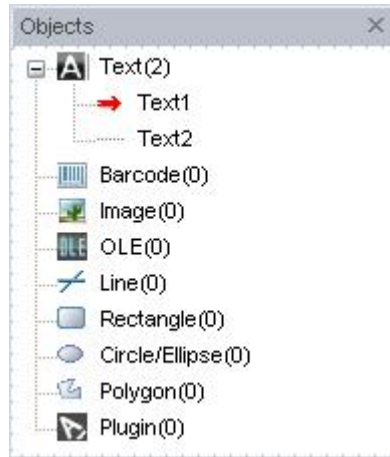 Objects
Text(2)
Text1
Text2
Barcode(0)
Image(0)
OLE(0)
Line(0)
Rectangle(0)
Circle/Ellipse(0)
Polygon(0)
Plugin(0)